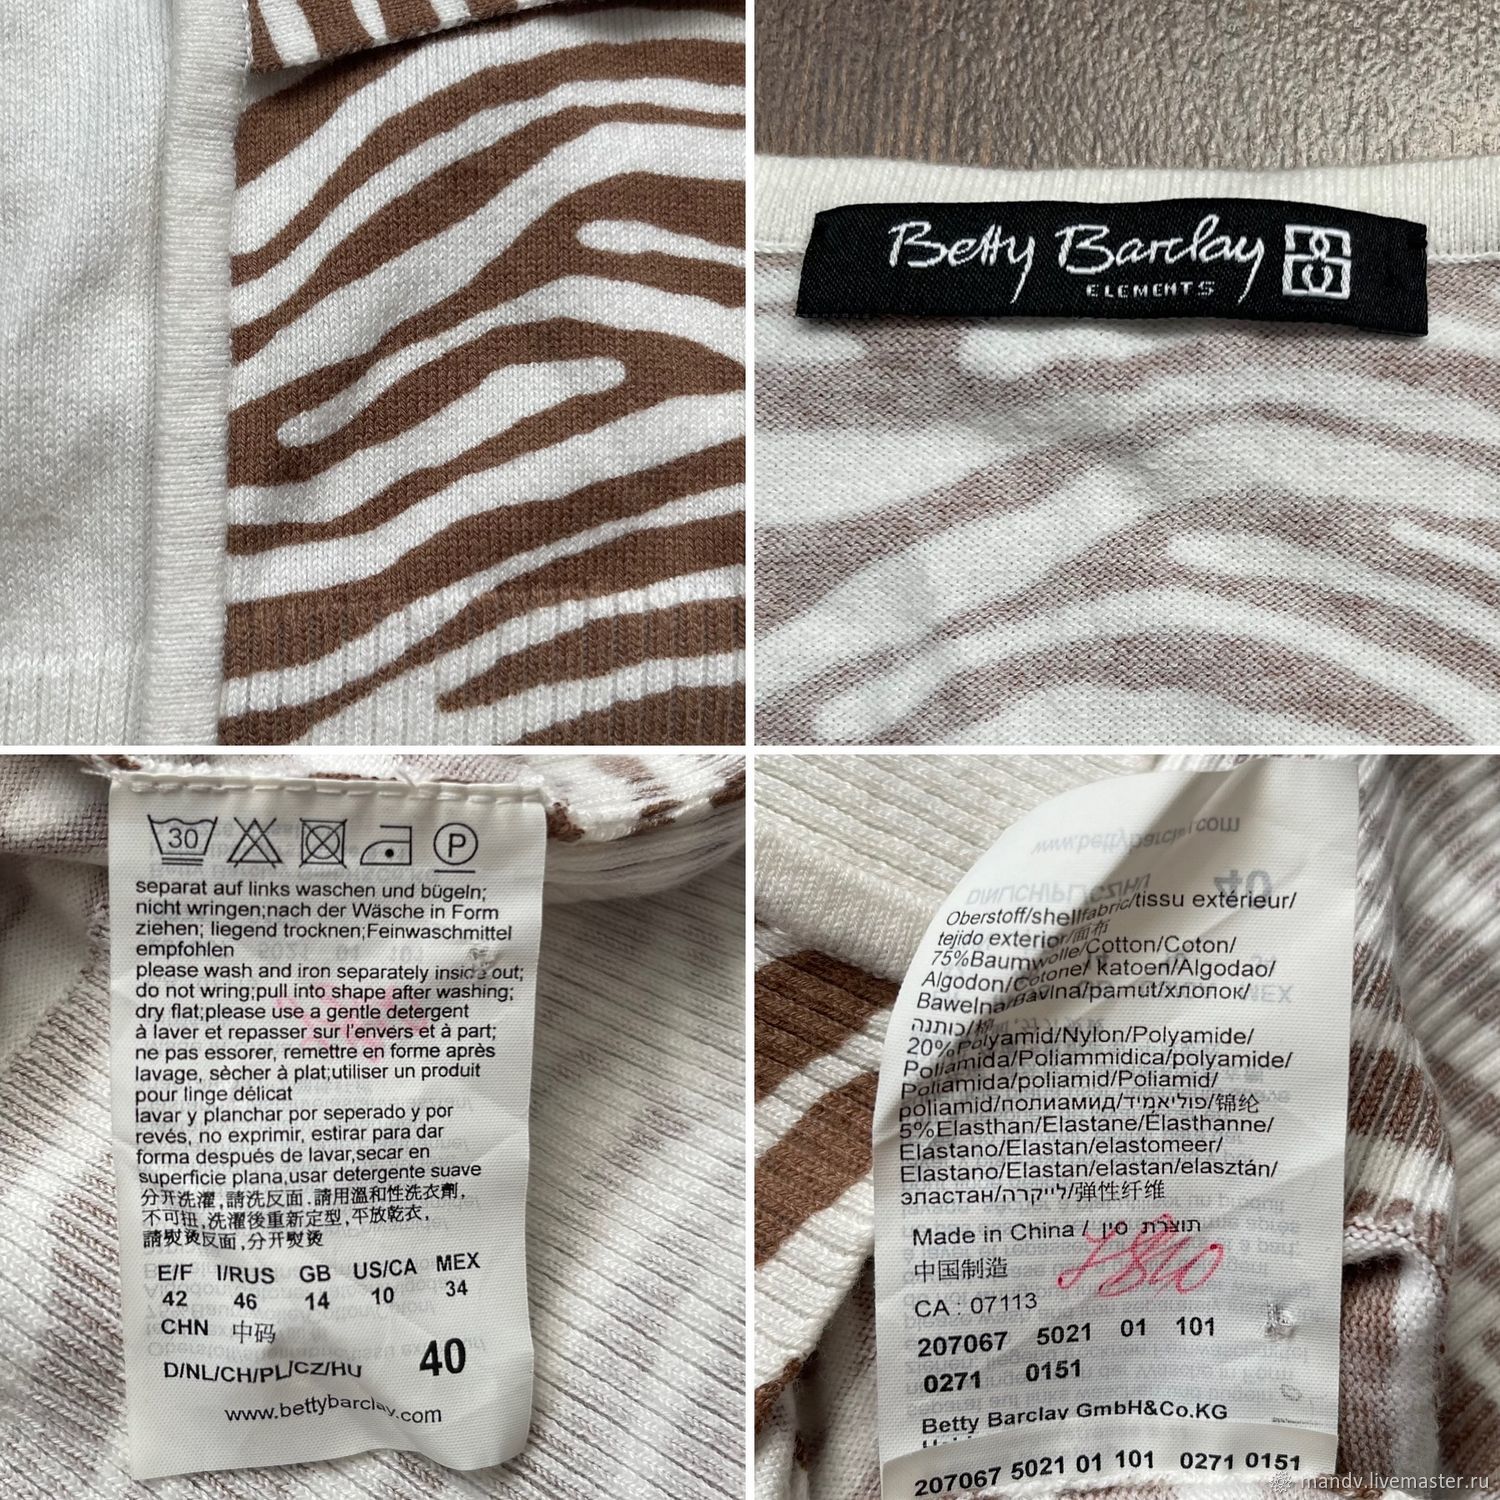 Betty Barclay
ELEMENTS
30
P
separat auf links waschen und bügeln;
nicht wringen;nach der Wäsche in Form
ziehen; liegend trocknen;Feinwaschmittel
empfohlen
please wash and iron separately inside out;
do not wring;pull into shape after washing;
dry flat;please use a gentle detergent
à laver et repasser sur l'envers et à part;
ne pas essorer, remettre en forme après
lavage, sècher à plat;utiliser un produit
pour linge délicat
lavar y planchar por seperado y por
revés, no exprimir, estirar para dar
forma después de lavar,secar en
superficie plana,usar detergente suave
分开洗濯,請洗反面.請用溫和性洗衣劑,
不可扭,洗濯後重新定型,平放乾衣,
請熨燙反面,分开熨燙
E/F I/RUS GB US/CA MEX
42 46 14 10 34
CHN 中码
D/NL/CH/PL/CZ/HU 40
www.bettybarclay.com
Oberstoff/shellfabric/tissu extérieur/
tejido exterior/面布
75%Baumwolle/Cotton/Coton/
Algodon/Cotone/ katoen/Algodao/
Bawelna/Bavlna/pamut/хлопок/
כותנה/棉
20%Polyamid/Nylon/Polyamide/
Poliamida/Poliammidica/polyamide/
Poliamida/poliamid/Poliamid/
poliamid/полиамид/פוליאמיד/锦纶
5%Elasthan/Elastane/Élasthanne/
Elastano/Elastan/elastomeer/
Elastano/Elastan/elastan/elasztán/
эластан/לייקרה/弹性纤维
Made in China / תוצרת סין
中国制造
CA : 07113
207067 5021 01 101
0271 0151
Betty Barclay GmbH&Co.KG
207067 5021 01 101 0271 0151
mandv.livemaster.ru